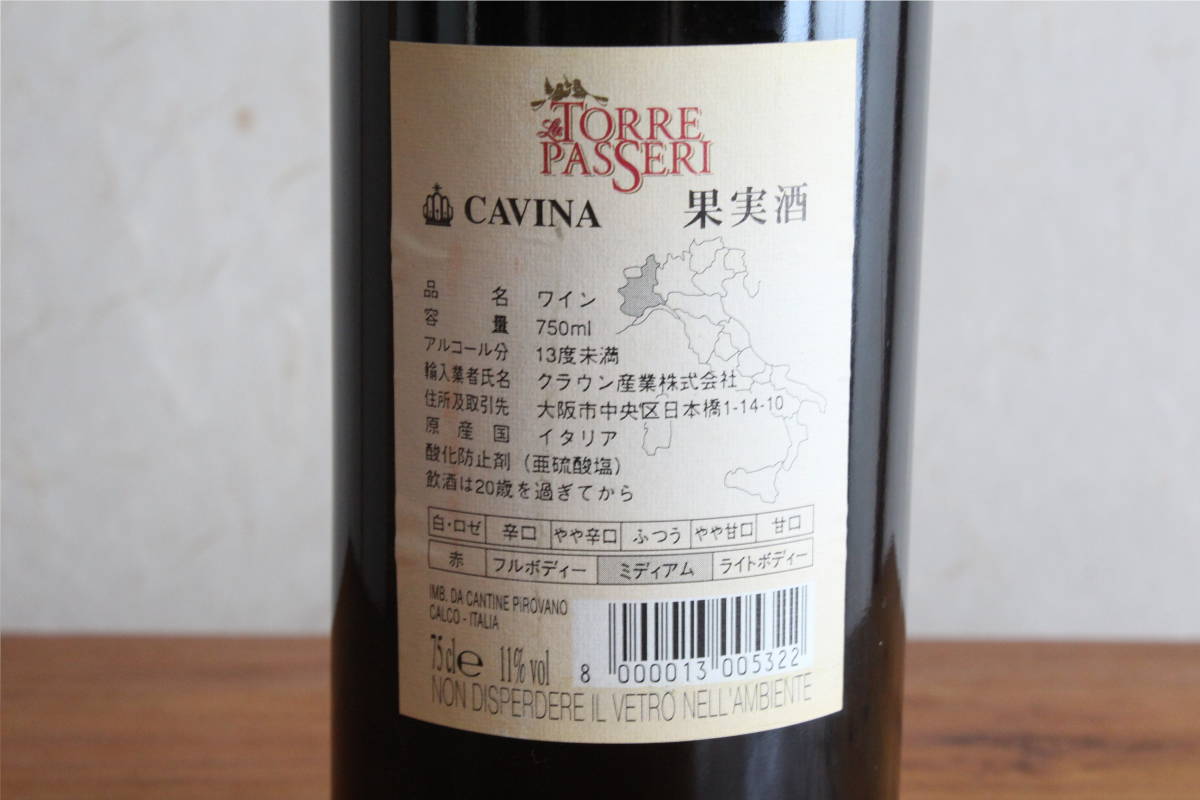 La TORRE
PASSERI
CAVINA 果実酒
品名 ワイン
容量 750ml
アルコール分 13度未満
輸入業者氏名 クラウン産業株式会社
住所及取引先 大阪市中央区日本橋1-14-10
原産国 イタリア
酸化防止剤（亜硫酸塩）
飲酒は20歳を過ぎてから
白・ロゼ 辛口 やや辛口 ふつう やや甘口 甘口
赤 フルボディー ミディアム ライトボディー
IMB. DA CANTINE PIROVANO
CALCO - ITALIA
75 cl e 11% vol
8 000013 005322
NON DISPERDERE IL VETRO NELL'AMBIENTE